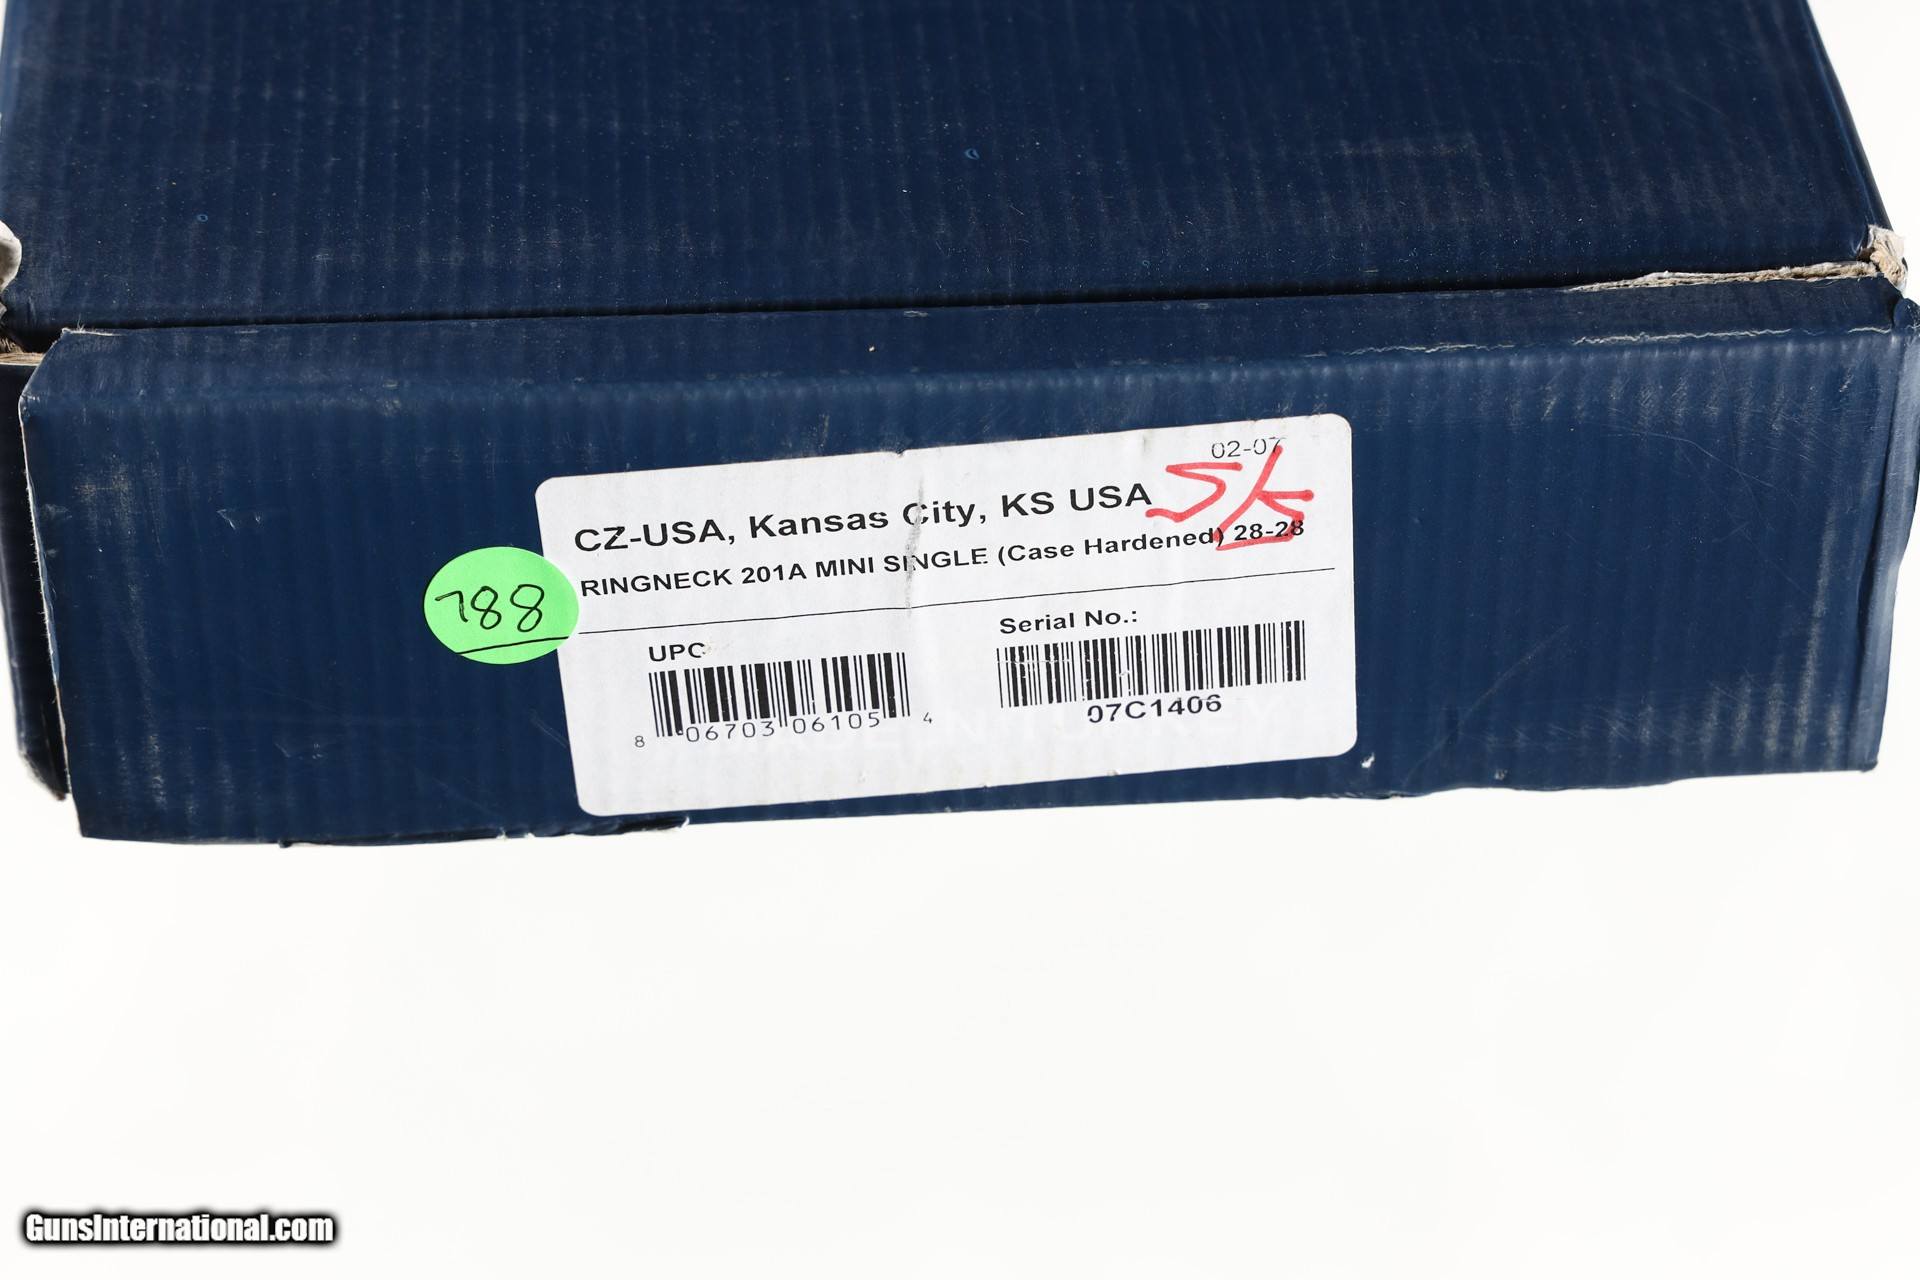 02-07
SK
CZ-USA, Kansas City, KS USA
RINGNECK 201A MINI SINGLE (Case Hardened) 28-28
788
UPC
Serial No.:
8 06703 06105 4
07C1406
GunsInternational.com